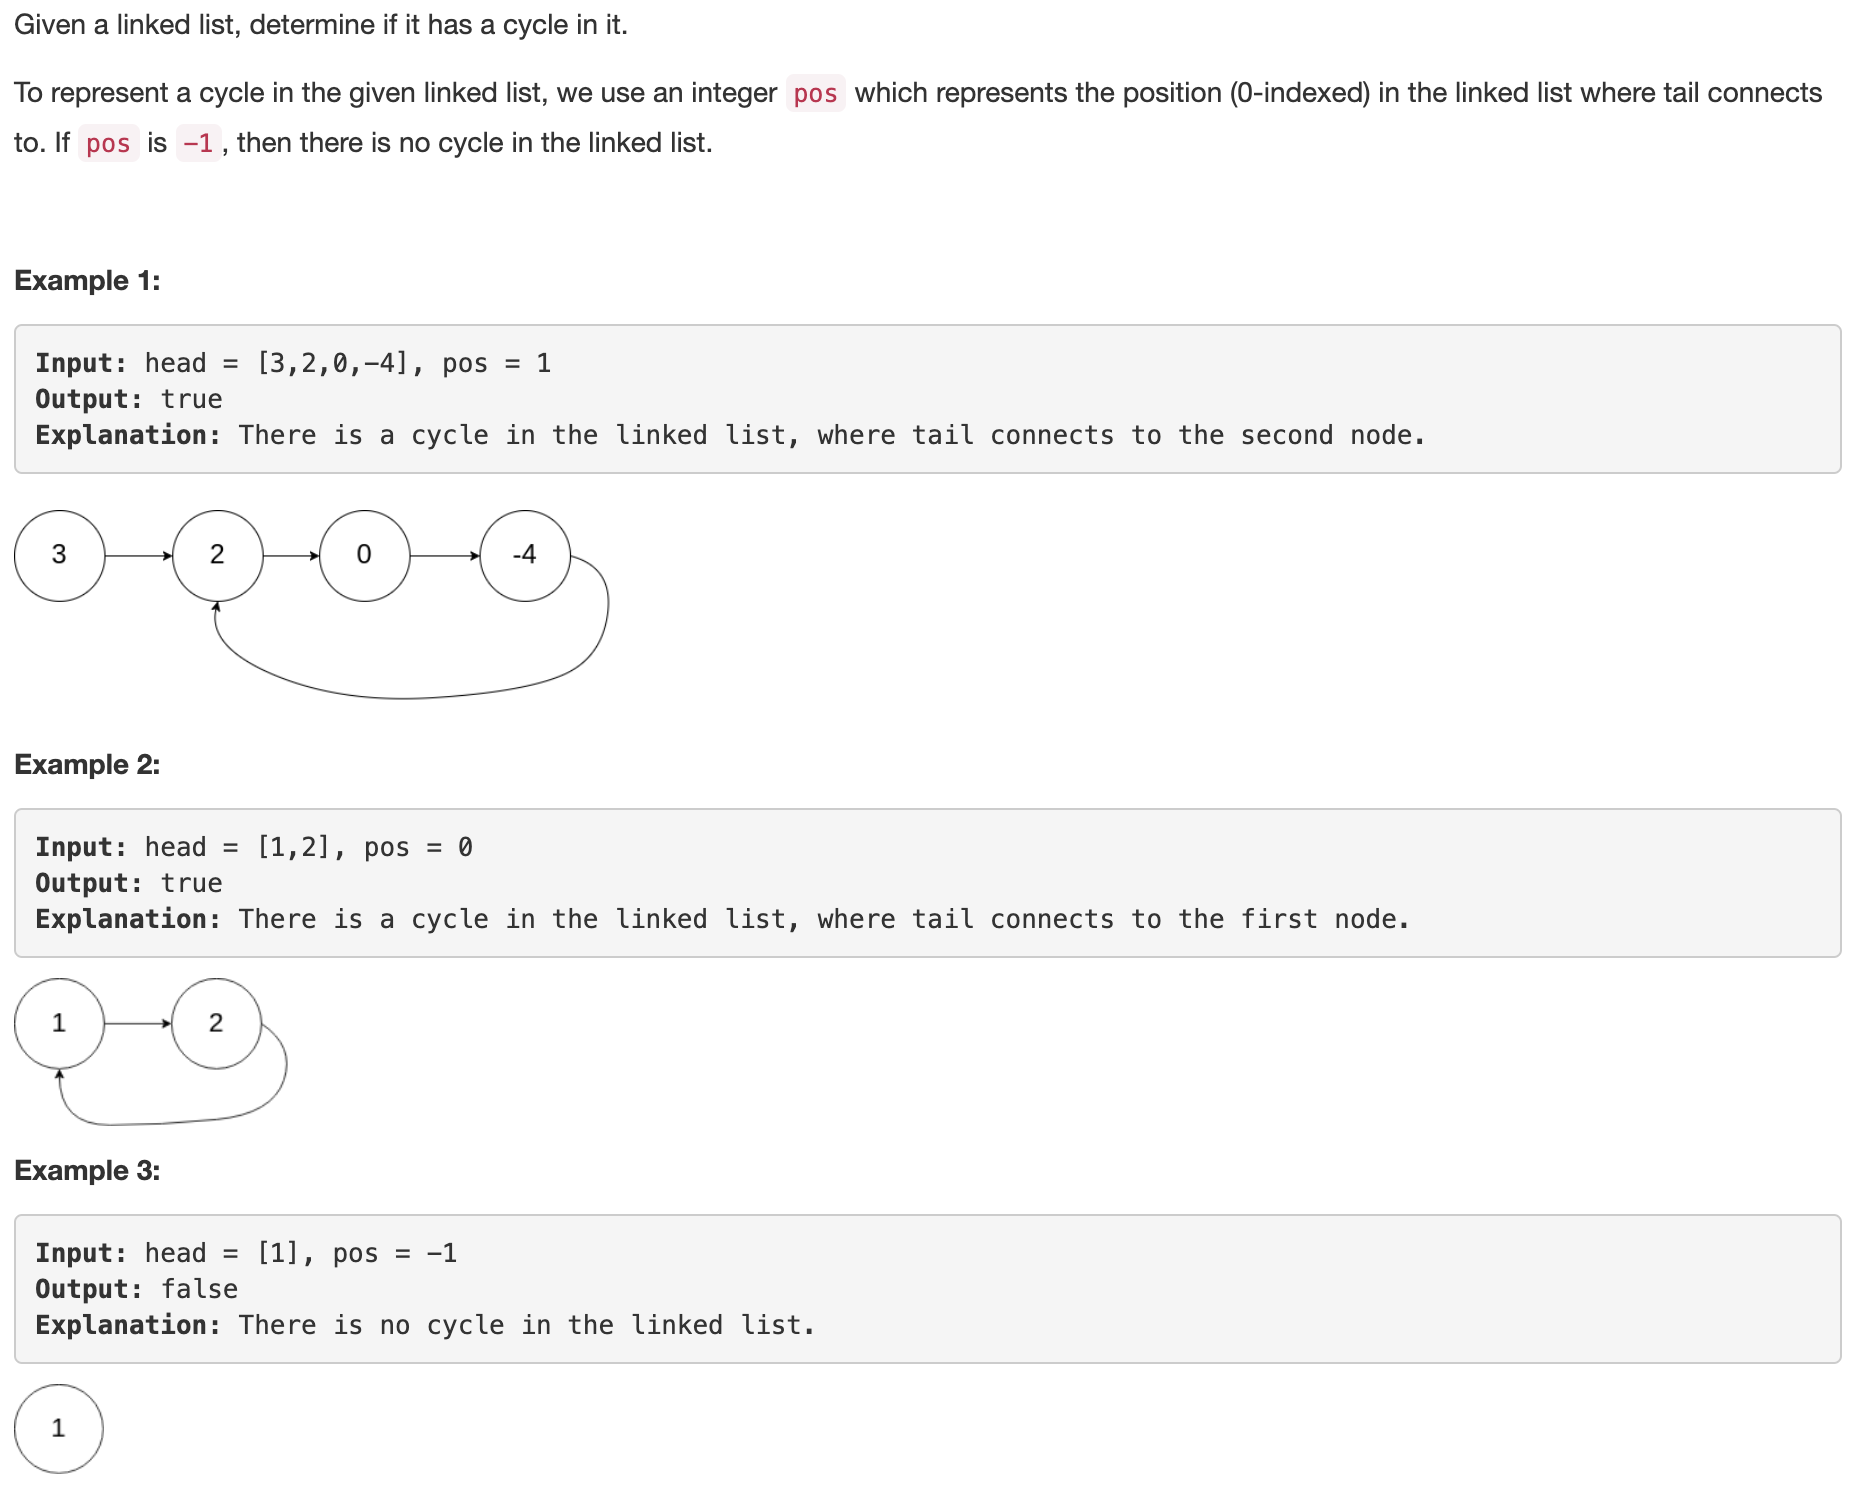 Given a linked list, determine if it has a cycle in it.
To represent a cycle in the given linked list, we use an integer pos which represents the position (0-indexed) in the linked list where tail connects
to. If pos is -1, then there is no cycle in the linked list.
Example 1:
Input: head = [3,2,0,-4], pos = 1
Output: true
Explanation: There is a cycle in the linked list, where tail connects to the second node.
3 2 0 -4
Example 2:
Input: head = [1,2], pos = 0
Output: true
Explanation: There is a cycle in the linked list, where tail connects to the first node.
1 2
Example 3:
Input: head = [1], pos = -1
Output: false
Explanation: There is no cycle in the linked list.
1